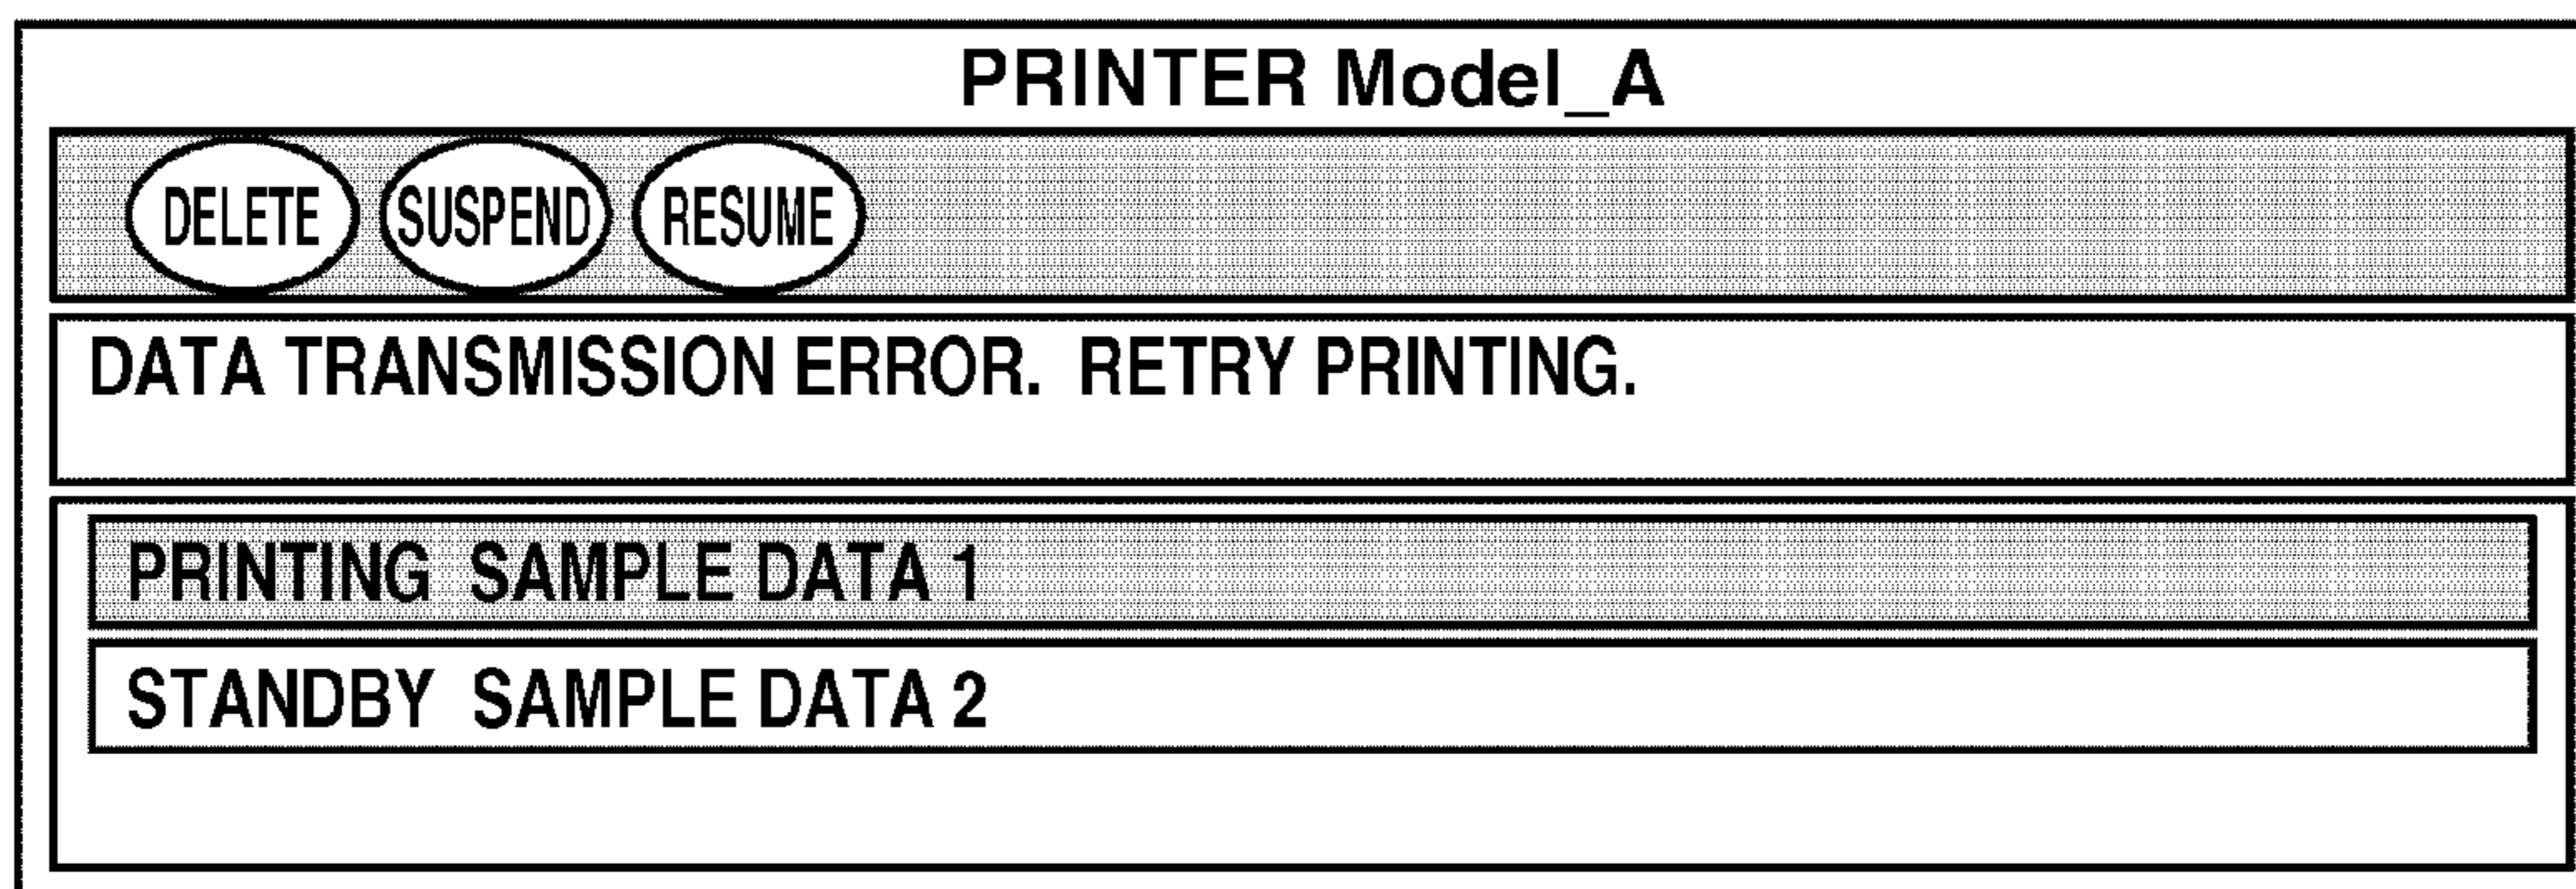 PRINTER Model_A
DELETE SUSPEND RESUME
DATA TRANSMISSION ERROR. RETRY PRINTING.
PRINTING SAMPLE DATA 1
STANDBY SAMPLE DATA 2